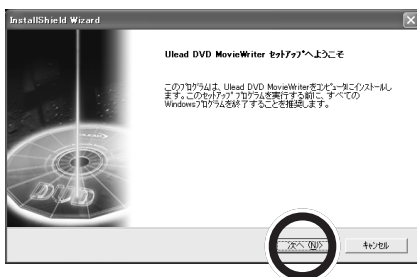 InstallShield Wizard
Ulead DVD MovieWriter ｾｯﾄｱｯﾌﾟへようこそ
このﾌﾟﾛｸﾞﾗﾑは、Ulead DVD MovieWriterをｺﾝﾋﾟｭｰﾀにｲﾝｽﾄｰﾙし
ます。このｾｯﾄｱｯﾌﾟ ﾌﾟﾛｸﾞﾗﾑを実行する前に、すべての
Windowsﾌﾟﾛｸﾞﾗﾑを終了することを推奨します。
DVD
次へ (N)>
ｷｬﾝｾﾙ